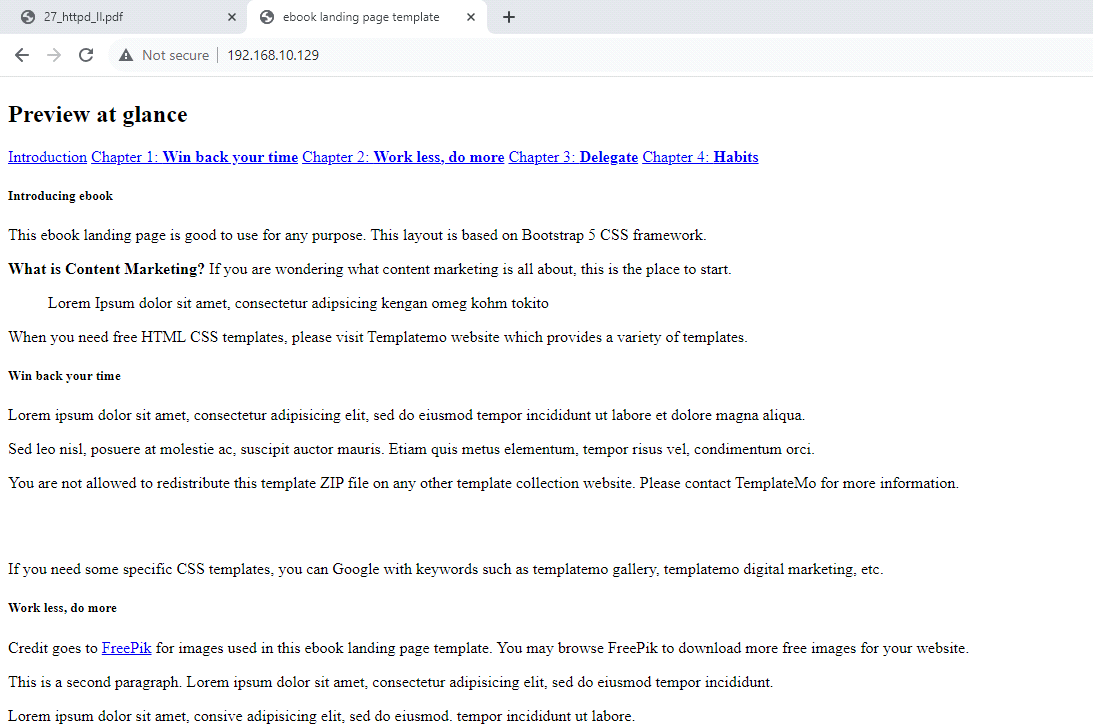 27_httpd_ll.pdf
ebook landing page template
Not secure
192.168.10.129
Preview at glance
Introduction Chapter 1: Win back your time Chapter 2: Work less, do more Chapter 3: Delegate Chapter 4: Habits
Introducing ebook
This ebook landing page is good to use for any purpose. This layout is based on Bootstrap 5 CSS framework.
What is Content Marketing? If you are wondering what content marketing is all about, this is the place to start.
Lorem Ipsum dolor sit amet, consectetur adipsicing kengan omeg kohm tokito
When you need free HTML CSS templates, please visit Templatemo website which provides a variety of templates.
Win back your time
Lorem ipsum dolor sit amet, consectetur adipisicing elit, sed do eiusmod tempor incididunt ut labore et dolore magna aliqua.
Sed leo nisl, posuere at molestie ac, suscipit auctor mauris. Etiam quis metus elementum, tempor risus vel, condimentum orci.
You are not allowed to redistribute this template ZIP file on any other template collection website. Please contact TemplateMo for more information.
If you need some specific CSS templates, you can Google with keywords such as templatemo gallery, templatemo digital marketing, etc.
Work less, do more
Credit goes to FreePik for images used in this ebook landing page template. You may browse FreePik to download more free images for your website.
This is a second paragraph. Lorem ipsum dolor sit amet, consectetur adipisicing elit, sed do eiusmod tempor incididunt.
Lorem ipsum dolor sit amet, consive adipisicing elit, sed do eiusmod. tempor incididunt ut labore.